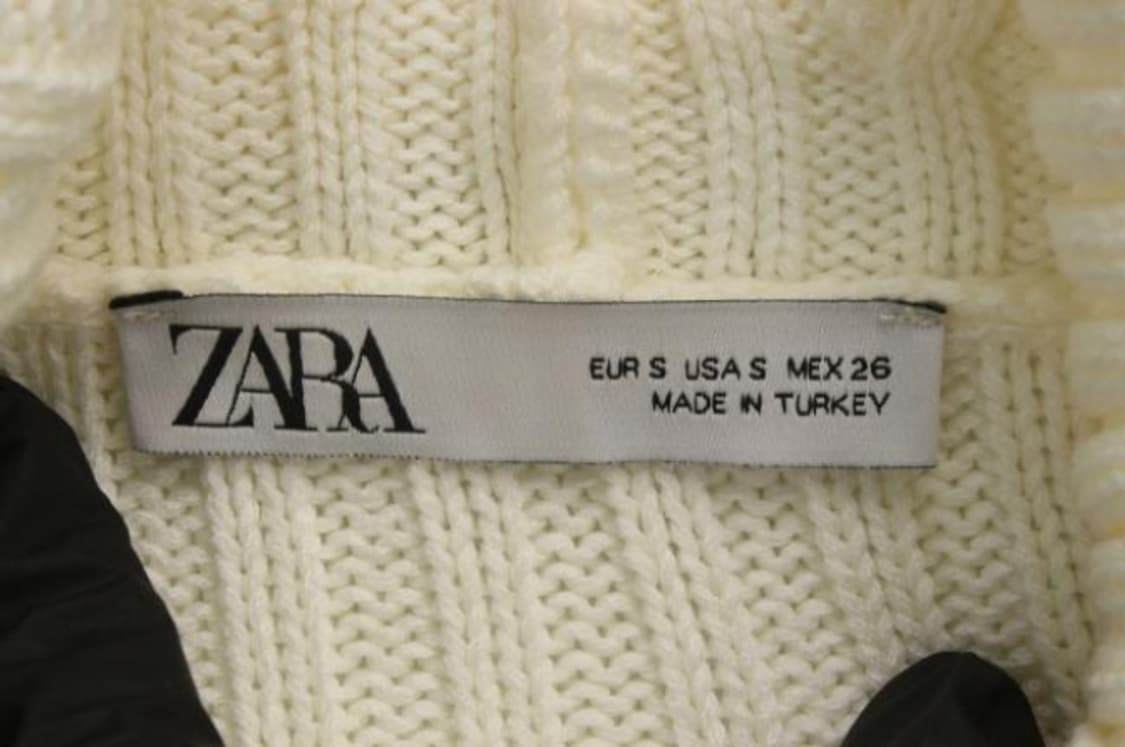 ZARA
EUR S USA S MEX 26
MADE IN TURKEY